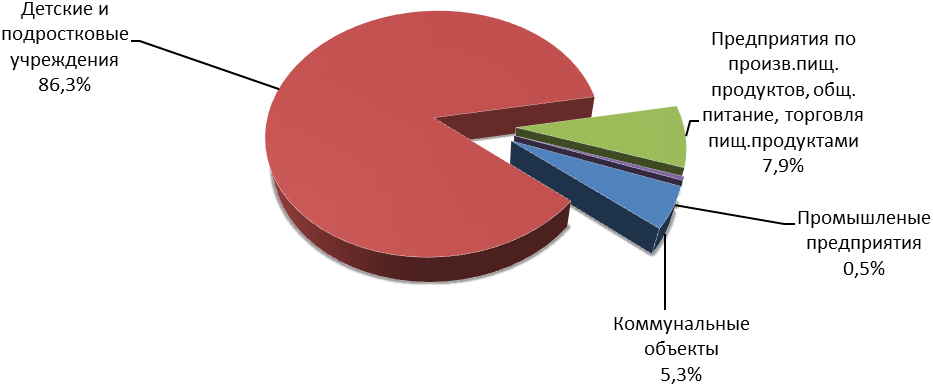 Детские и
подростковые
учреждения
86,3%
Предприятия по
произв.пищ.
продуктов, общ.
питание, торговля
пищ.продуктами
7,9%
Промышленые
предприятия
0,5%
Коммунальные
объекты
5,3%